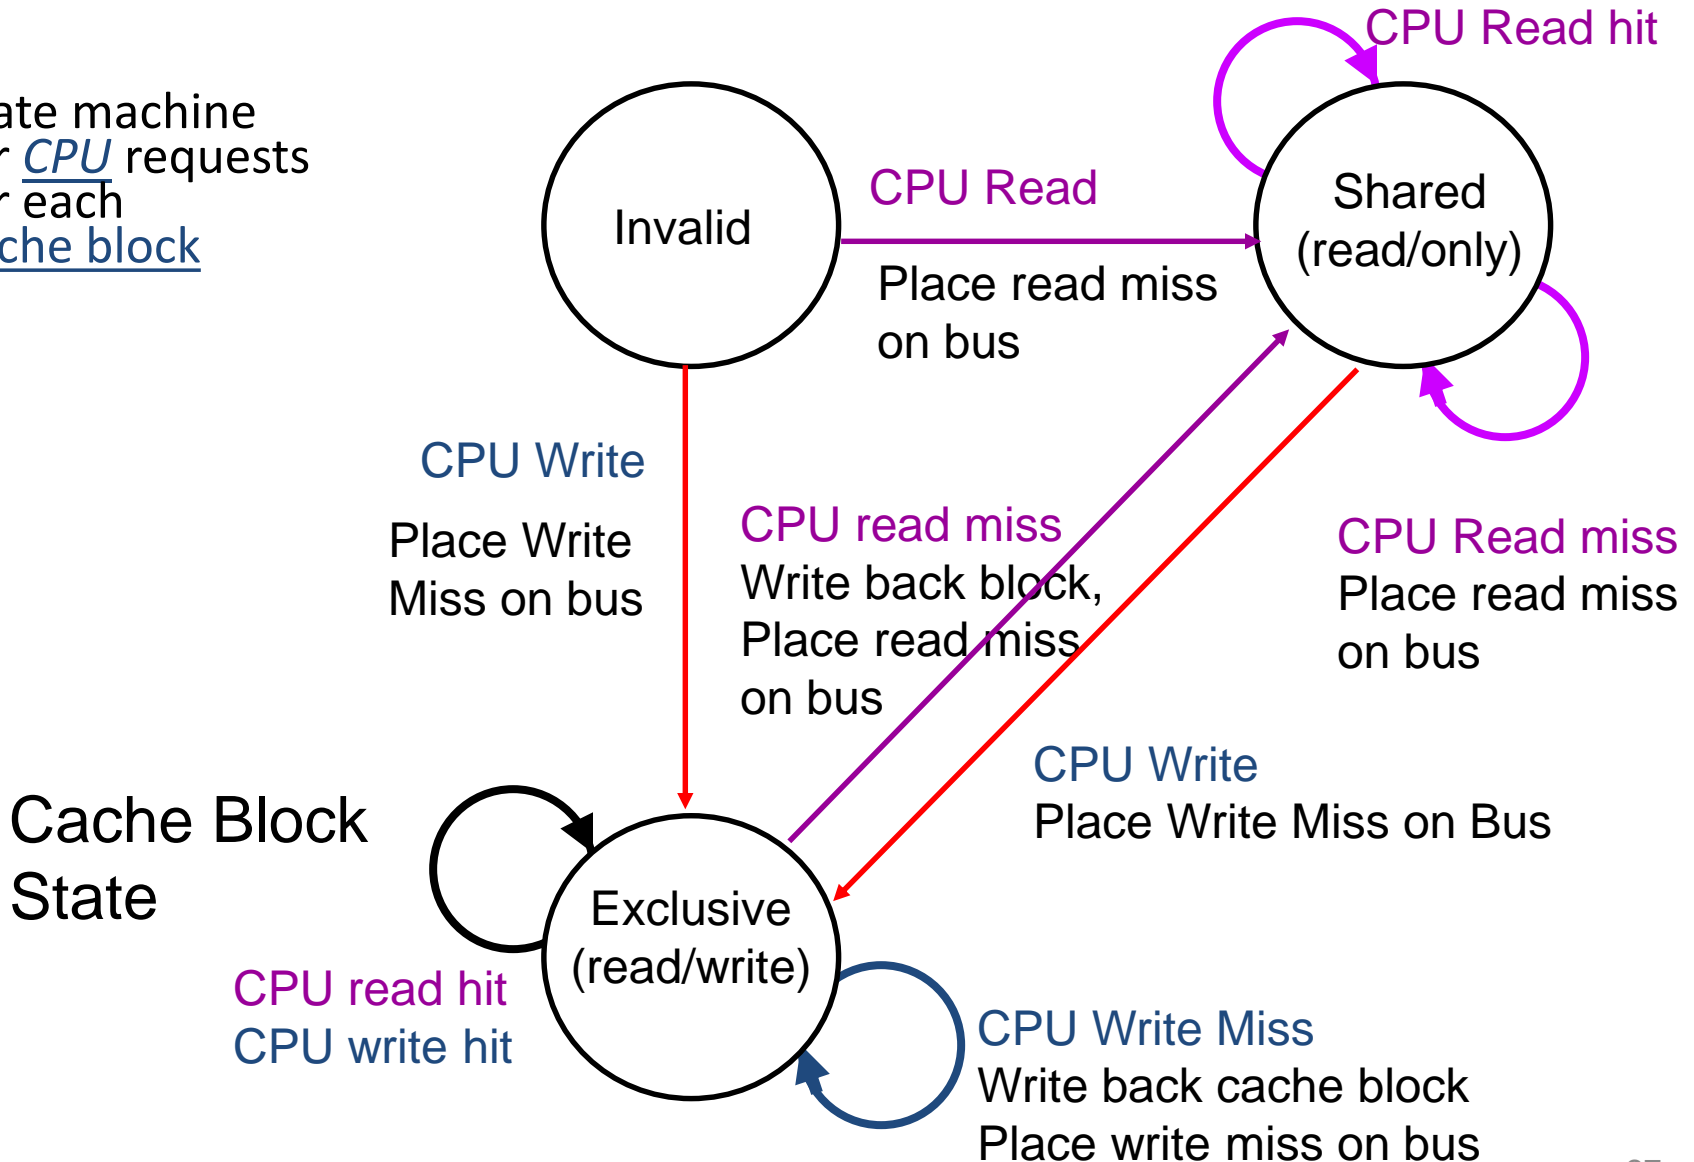 CPU Read hit
ate machine
r CPU requests
r each
che block
Invalid
CPU Read
Place read miss
on bus
Shared
(read/only)
CPU Write
Place Write
Miss on bus
CPU read miss
Write back block,
Place read miss
on bus
CPU Read miss
Place read miss
on bus
CPU Write
Place Write Miss on Bus
Cache Block
State
Exclusive
(read/write)
CPU read hit
CPU write hit
CPU Write Miss
Write back cache block
Place write miss on bus